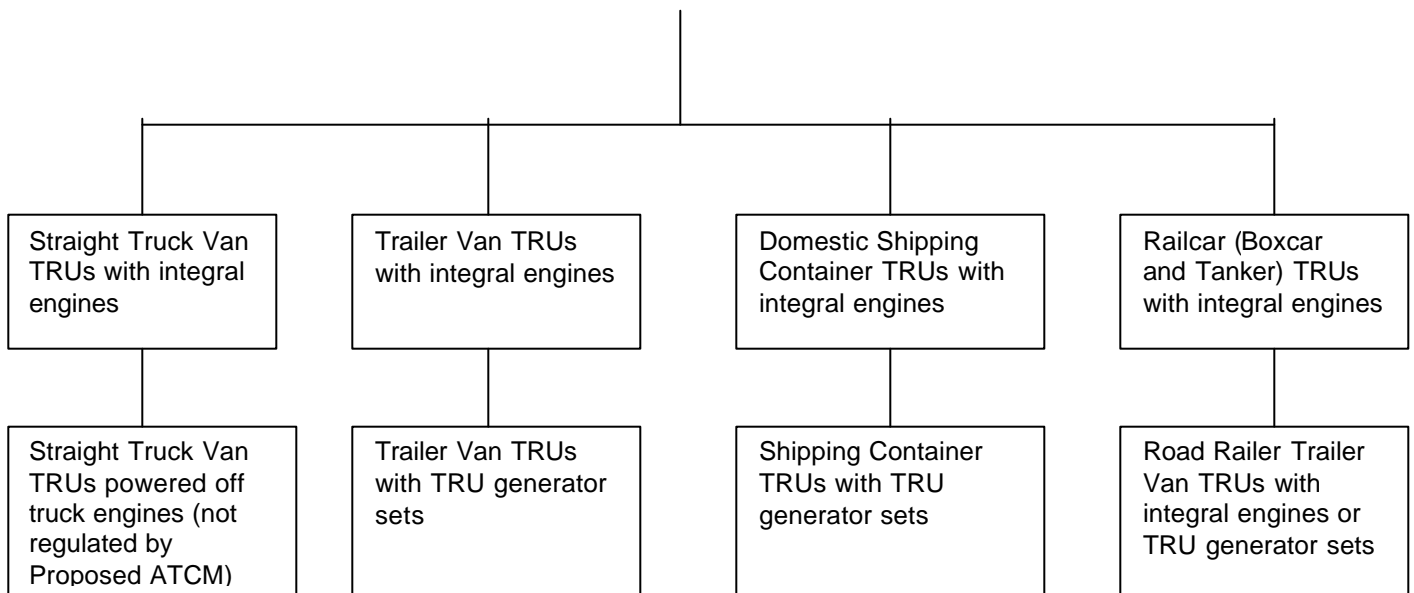 Straight Truck Van
TRUs with integral
engines
Trailer Van TRUs
with integral engines
Domestic Shipping
Container TRUs with
integral engines
Railcar (Boxcar
and Tanker) TRUs
with integral engines
Straight Truck Van
TRUs powered off
truck engines (not
regulated by
Proposed ATCM)
Trailer Van TRUs
with TRU generator
sets
Shipping Container
TRUs with TRU
generator sets
Road Railer Trailer
Van TRUs with
integral engines or
TRU generator sets